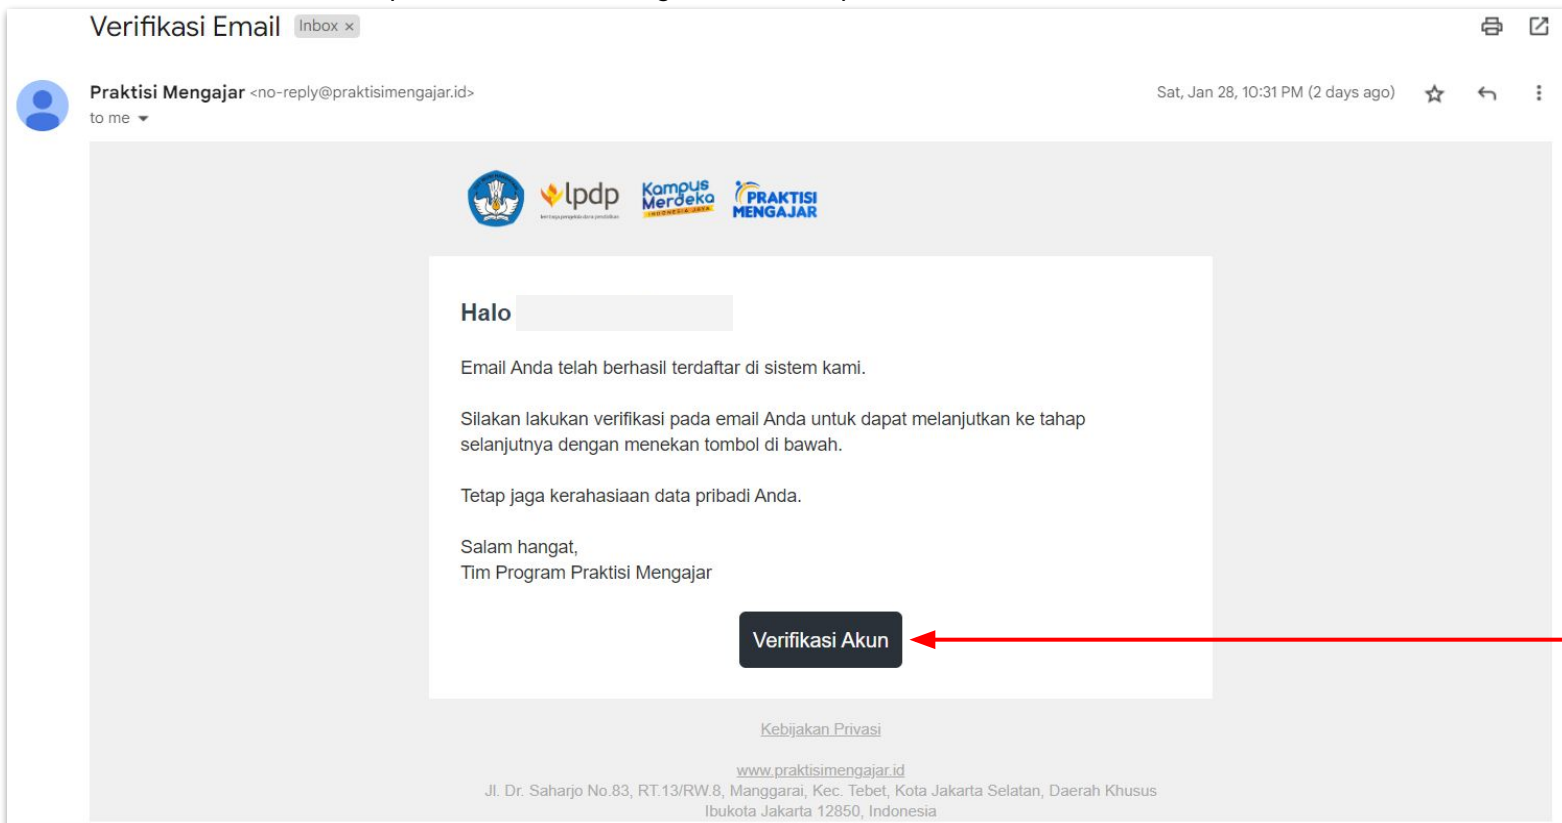 Verifikasi Email Inbox ×
Praktisi Mengajar <no-reply@praktisimengajar.id>
Sat, Jan 28, 10:31 PM (2 days ago)
to me
lpdp
Kampus
Merdeka
INDONESIA JAYA
PRAKTISI
MENGAJAR
Halo
Email Anda telah berhasil terdaftar di sistem kami.
Silakan lakukan verifikasi pada email Anda untuk dapat melanjutkan ke tahap
selanjutnya dengan menekan tombol di bawah.
Tetap jaga kerahasiaan data pribadi Anda.
Salam hangat,
Tim Program Praktisi Mengajar
Verifikasi Akun
Kebijakan Privasi
www.praktisimengajar.id
Jl. Dr. Saharjo No.83, RT.13/RW.8, Manggarai, Kec. Tebet, Kota Jakarta Selatan, Daerah Khusus
Ibukota Jakarta 12850, Indonesia